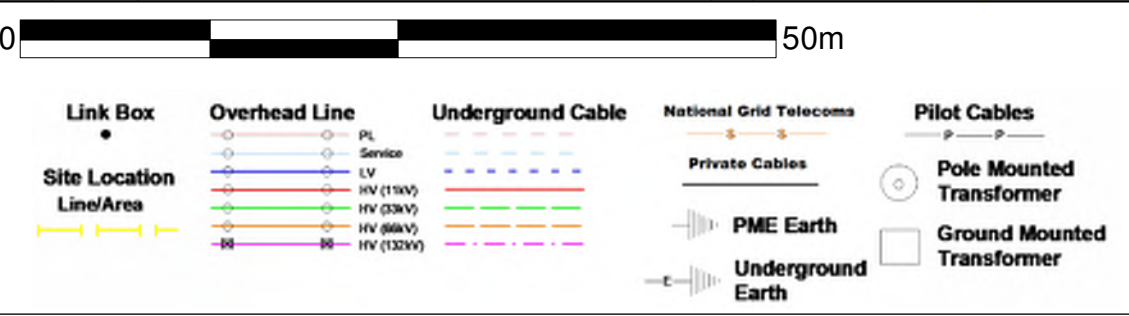 0 50m
Link Box
Site Location
Line/Area
Overhead Line
PL
Service
LV
HV (11kV)
HV (33kV)
HV (66kV)
HV (132kV)
Underground Cable
National Grid Telecoms
S S
Private Cables
PME Earth
E
Underground
Earth
Pilot Cables
P P
Pole Mounted
Transformer
Ground Mounted
Transformer